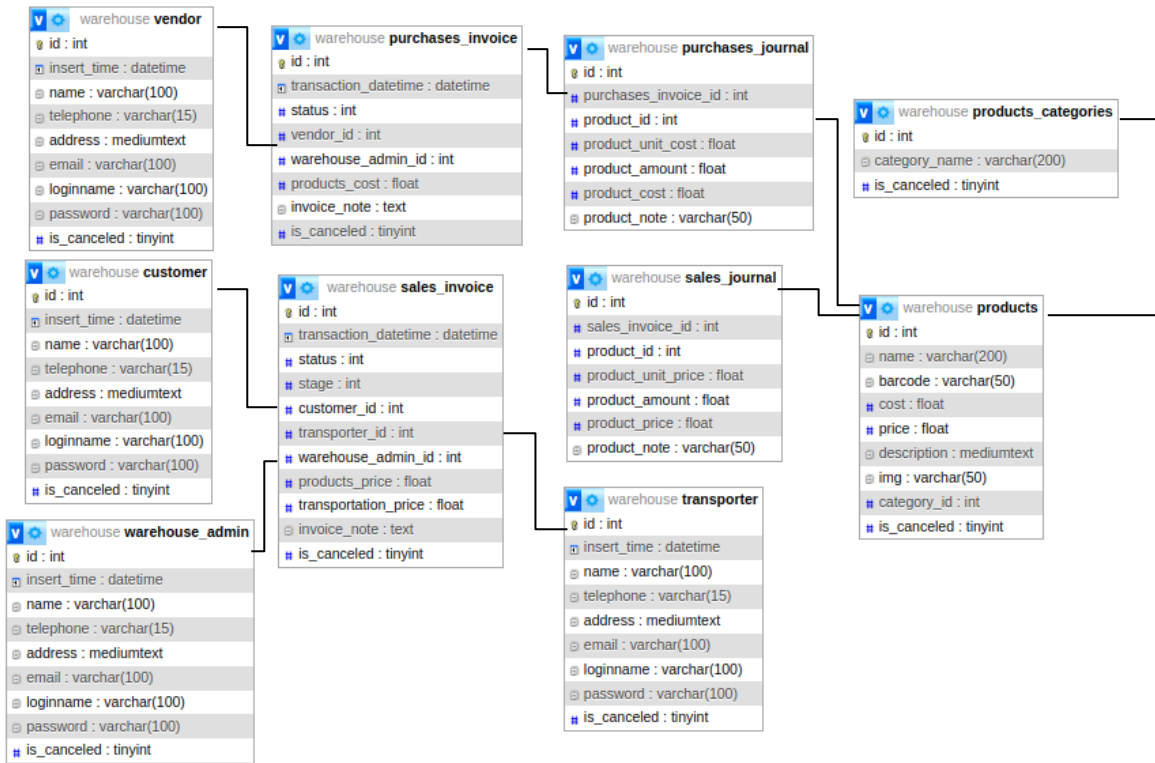 V warehouse vendor
id : int
insert_time : datetime
name : varchar(100)
telephone : varchar(15)
address : mediumtext
email : varchar(100)
loginname : varchar(100)
password : varchar(100)
is_canceled : tinyint
V warehouse purchases_invoice
id : int
transaction_datetime : datetime
status : int
vendor_id : int
warehouse_admin_id : int
products_cost : float
invoice_note : text
is_canceled : tinyint
V warehouse purchases_journal
id : int
purchases_invoice_id : int
product_id : int
product_unit_cost : float
product_amount : float
product_cost : float
product_note : varchar(50)
V warehouse products_categories
id : int
category_name : varchar(200)
is_canceled : tinyint
V warehouse customer
id : int
insert_time : datetime
name : varchar(100)
telephone : varchar(15)
address : mediumtext
email : varchar(100)
loginname : varchar(100)
password : varchar(100)
is_canceled : tinyint
V warehouse sales_invoice
id : int
transaction_datetime : datetime
status : int
stage : int
customer_id : int
transporter_id : int
warehouse_admin_id : int
products_price : float
transportation_price : float
invoice_note : text
is_canceled : tinyint
V warehouse sales_journal
id : int
sales_invoice_id : int
product_id : int
product_unit_price : float
product_amount : float
product_price : float
product_note : varchar(50)
V warehouse products
id : int
name : varchar(200)
barcode : varchar(50)
cost : float
price : float
description : mediumtext
img : varchar(50)
category_id : int
is_canceled : tinyint
V warehouse warehouse_admin
id : int
insert_time : datetime
name : varchar(100)
telephone : varchar(15)
address : mediumtext
email : varchar(100)
loginname : varchar(100)
password : varchar(100)
is_canceled : tinyint
V warehouse transporter
id : int
insert_time : datetime
name : varchar(100)
telephone : varchar(15)
address : mediumtext
email : varchar(100)
loginname : varchar(100)
password : varchar(100)
is_canceled : tinyint